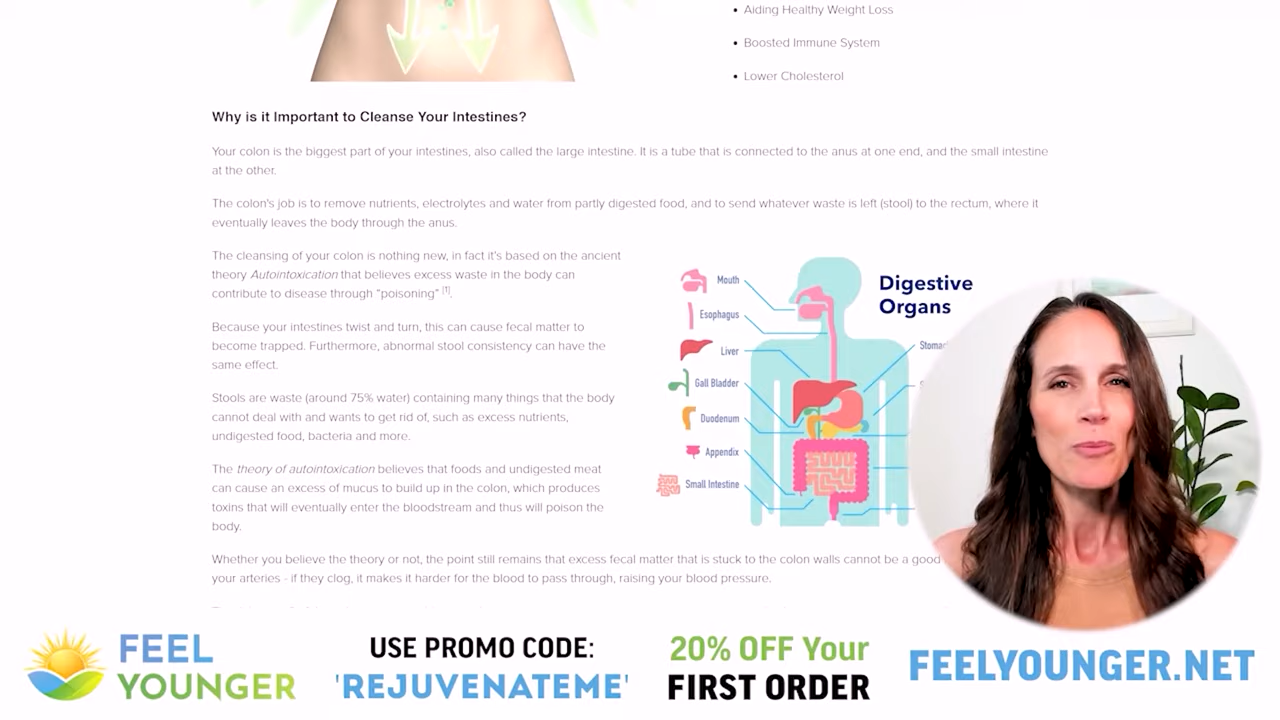 Aiding Healthy Weight Loss
Boosted Immune System
Lower Cholesterol
Why is it Important to Cleanse Your Intestines?
Your colon is the biggest part of your intestines, also called the large intestine. It is a tube that is connected to the anus at one end, and the small intestine
at the other.
The colon's job is to remove nutrients, electrolytes and water from partly digested food, and to send whatever waste is left (stool) to the rectum, where it
eventually leaves the body through the anus.
The cleansing of your colon is nothing new, in fact it's based on the ancient
theory Autointoxication that believes excess waste in the body can
contribute to disease through "poisoning" [1].
Because your intestines twist and turn, this can cause fecal matter to
become trapped. Furthermore, abnormal stool consistency can have the
same effect.
Stools are waste (around 75% water) containing many things that the body
cannot deal with and wants to get rid of, such as excess nutrients,
undigested food, bacteria and more.
The theory of autointoxication believes that foods and undigested meat
can cause an excess of mucus to build up in the colon, which produces
toxins that will eventually enter the bloodstream and thus will poison the
body.
Digestive
Organs
Mouth
Esophagus
Liver
Gall Bladder
Duodenum
Appendix
Small Intestine
Whether you believe the theory or not, the point still remains that excess fecal matter that is stuck to the colon walls cannot be a good
your arteries - if they clog, it makes it harder for the blood to pass through, raising your blood pressure.
FEEL
YOUNGER
USE PROMO CODE:
'REJUVENATEME'
20% OFF Your
FIRST ORDER
FEELYOUNGER.NET